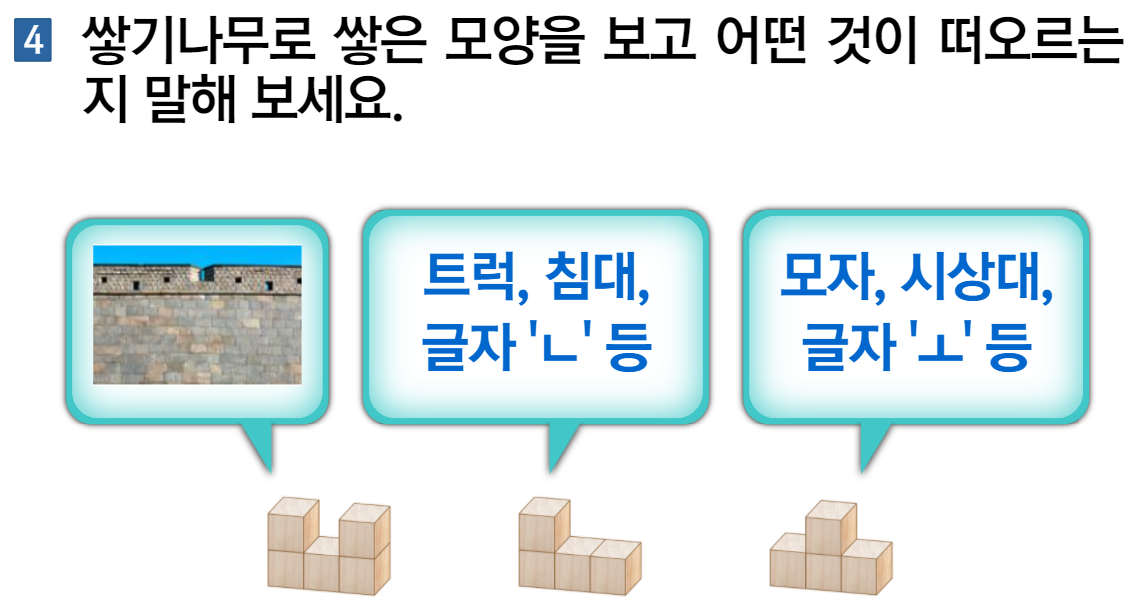 4 쌓기나무로 쌓은 모양을 보고 어떤 것이 떠오르는
지 말해 보세요.
트럭, 침대,
글자 'ㄴ' 등
모자, 시상대,
글자 'ㅗ' 등